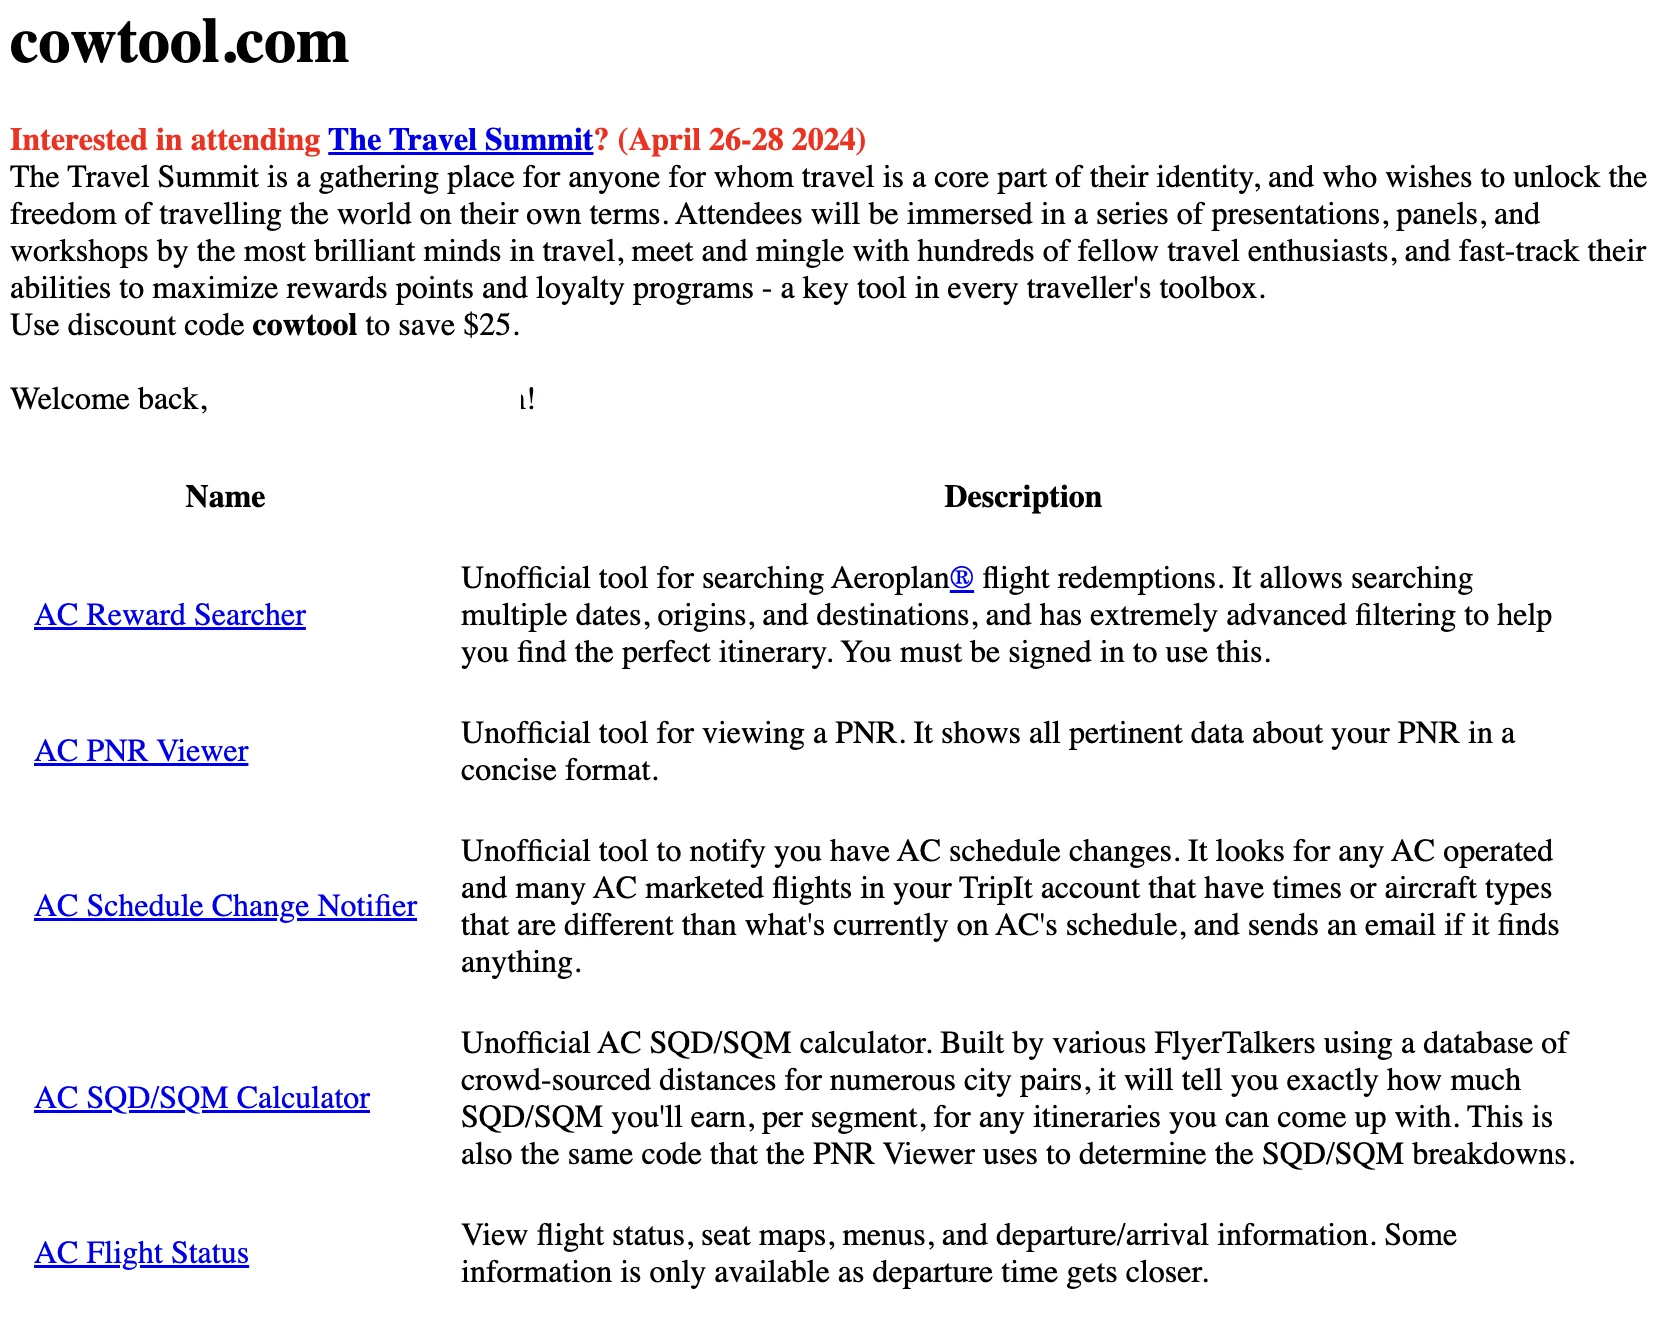 cowtool.com
Interested in attending The Travel Summit? (April 26-28 2024)
The Travel Summit is a gathering place for anyone for whom travel is a core part of their identity, and who wishes to unlock the
freedom of travelling the world on their own terms. Attendees will be immersed in a series of presentations, panels, and
workshops by the most brilliant minds in travel, meet and mingle with hundreds of fellow travel enthusiasts, and fast-track their
abilities to maximize rewards points and loyalty programs - a key tool in every traveller's toolbox.
Use discount code cowtool to save $25.
Welcome back, !
Name Description
AC Reward Searcher
Unofficial tool for searching Aeroplan® flight redemptions. It allows searching
multiple dates, origins, and destinations, and has extremely advanced filtering to help
you find the perfect itinerary. You must be signed in to use this.
AC PNR Viewer
Unofficial tool for viewing a PNR. It shows all pertinent data about your PNR in a
concise format.
AC Schedule Change Notifier
Unofficial tool to notify you have AC schedule changes. It looks for any AC operated
and many AC marketed flights in your TripIt account that have times or aircraft types
that are different than what's currently on AC's schedule, and sends an email if it finds
anything.
AC SQD/SQM Calculator
Unofficial AC SQD/SQM calculator. Built by various FlyerTalkers using a database of
crowd-sourced distances for numerous city pairs, it will tell you exactly how much
SQD/SQM you'll earn, per segment, for any itineraries you can come up with. This is
also the same code that the PNR Viewer uses to determine the SQD/SQM breakdowns.
AC Flight Status
View flight status, seat maps, menus, and departure/arrival information. Some
information is only available as departure time gets closer.